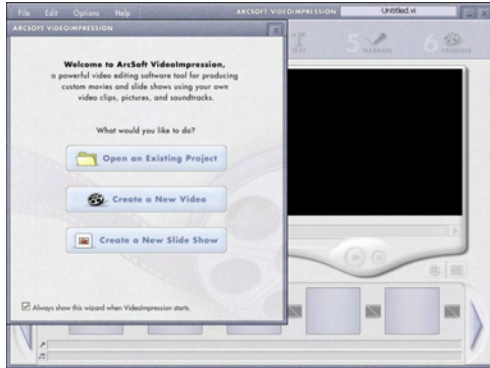 File Edit Options Help ARCSOFT VIDEOIMPRESSION Untitled.vi
ARCSOFT VIDEOIMPRESSION
TEXT 5 NARRATE 6 PRODUCE
Welcome to ArcSoft VideoImpression,
a powerful video editing software tool for producing
custom movies and slide shows using your own
video clips, pictures, and soundtracks.
What would you like to do?
Open an Existing Project
Create a New Video
Create a New Slide Show
Always show this wizard when VideoImpression starts.